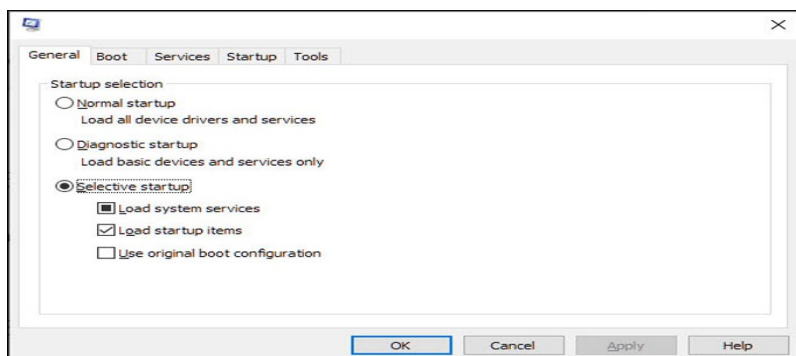 General Boot Services Startup Tools
Startup selection
Normal startup
Load all device drivers and services
Diagnostic startup
Load basic devices and services only
Selective startup
Load system services
Load startup items
Use original boot configuration
OK Cancel Apply Help